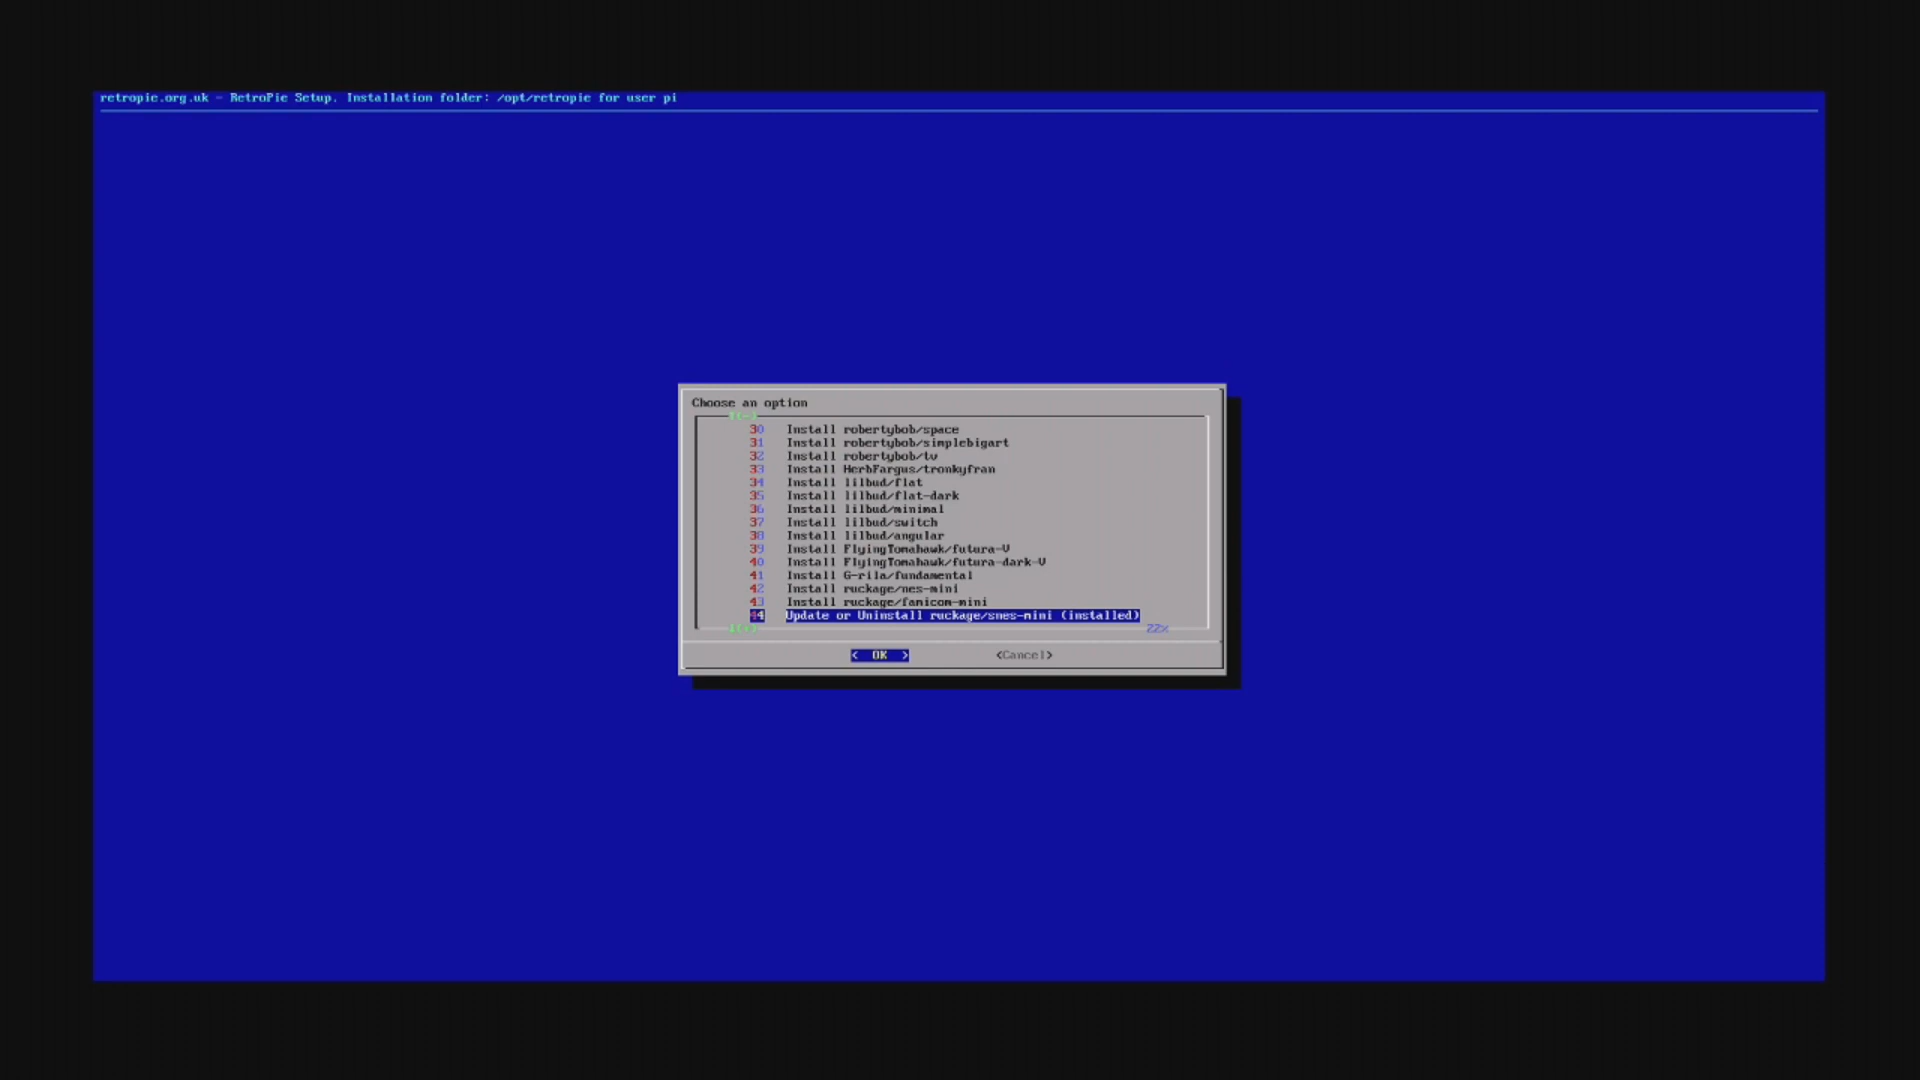 retropie.org.uk - RetroPie Setup. Installation folder: /opt/retropie for user pi
Choose an option
↑(-)
30 Install robertybob/space
31 Install robertybob/simplebigart
32 Install robertybob/tv
33 Install HerbFargus/tronkyfran
34 Install lilbud/flat
35 Install lilbud/flat-dark
36 Install lilbud/minimal
37 Install lilbud/switch
38 Install lilbud/angular
39 Install FlyingTomahawk/futura-V
40 Install FlyingTomahawk/futura-dark-V
41 Install G-rila/fundamental
42 Install ruckage/nes-mini
43 Install ruckage/famicom-mini
44 Update or Uninstall ruckage/snes-mini (installed)
↓(+) 22%
< OK > <Cancel>